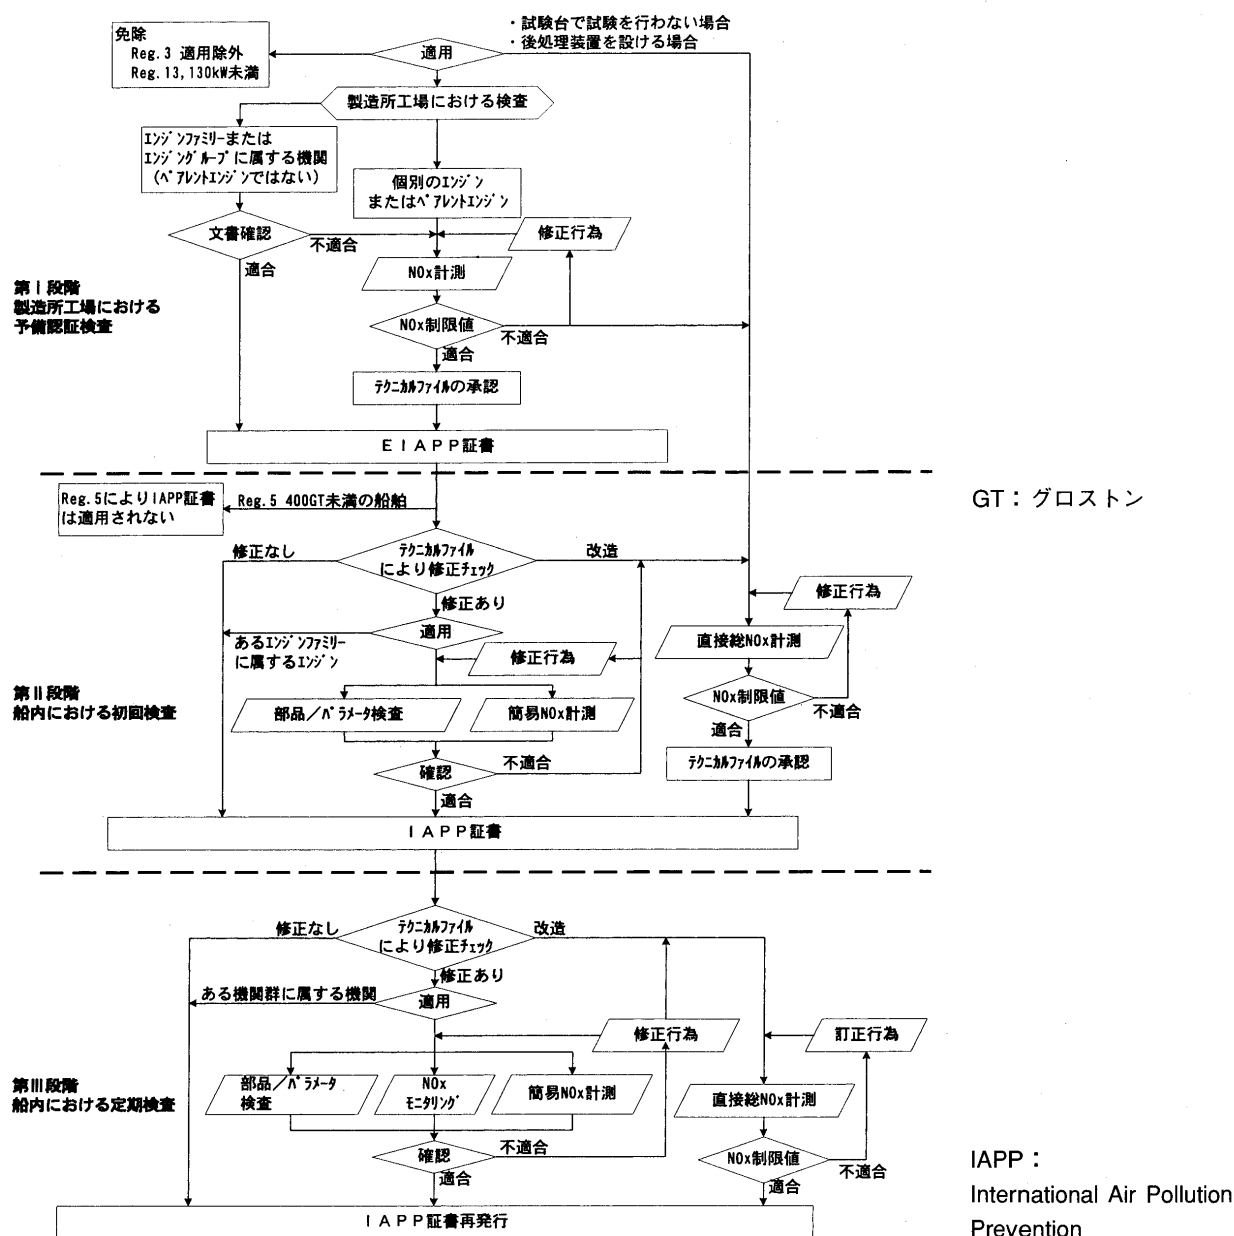 ・試験台で試験を行わない場合
・後処理装置を設ける場合
免除
Reg.3 適用除外
Reg.13,130kW未満
適用
製造所工場における検査
ｴﾝｼﾞﾝﾌｧﾐﾘｰまたは
ｴﾝｼﾞﾝｸﾞﾙｰﾌﾟに属する機関
(ﾍﾟｱﾚﾝﾄｴﾝｼﾞﾝではない)
個別のｴﾝｼﾞﾝ
またはﾍﾟｱﾚﾝﾄｴﾝｼﾞﾝ
文書確認
不適合
修正行為
適合
NOx計測
第Ⅰ段階
製造所工場における
予備認証検査
NOx制限値
不適合
適合
ﾃｸﾆｶﾙﾌｧｲﾙの承認
ＥＩＡＰＰ証書
Reg.5によりIAPP証書
は適用されない
Reg.5 400GT未満の船舶
GT：グロストン
修正なし
ﾃｸﾆｶﾙﾌｧｲﾙ
により修正チェック
改造
修正あり
修正行為
適用
あるｴﾝｼﾞﾝﾌｧﾐﾘｰ
に属するｴﾝｼﾞﾝ
修正行為
直接総NOx計測
第Ⅱ段階
船内における初回検査
部品／ﾊﾟﾗﾒｰﾀ検査
簡易NOx計測
NOx制限値
不適合
適合
確認
不適合
適合
ﾃｸﾆｶﾙﾌｧｲﾙの承認
ＩＡＰＰ証書
修正なし
ﾃｸﾆｶﾙﾌｧｲﾙ
により修正ﾁｪｯｸ
改造
修正あり
ある機関群に属する機関
適用
修正行為
訂正行為
第Ⅲ段階
船内における定期検査
部品／ﾊﾟﾗﾒｰﾀ
検査
NOx
ﾓﾆﾀﾘﾝｸﾞ
簡易NOx計測
直接総NOx計測
確認
不適合
適合
NOx制限値
不適合
適合
ＩＡＰＰ証書再発行
IAPP：
International Air Pollution
Prevention